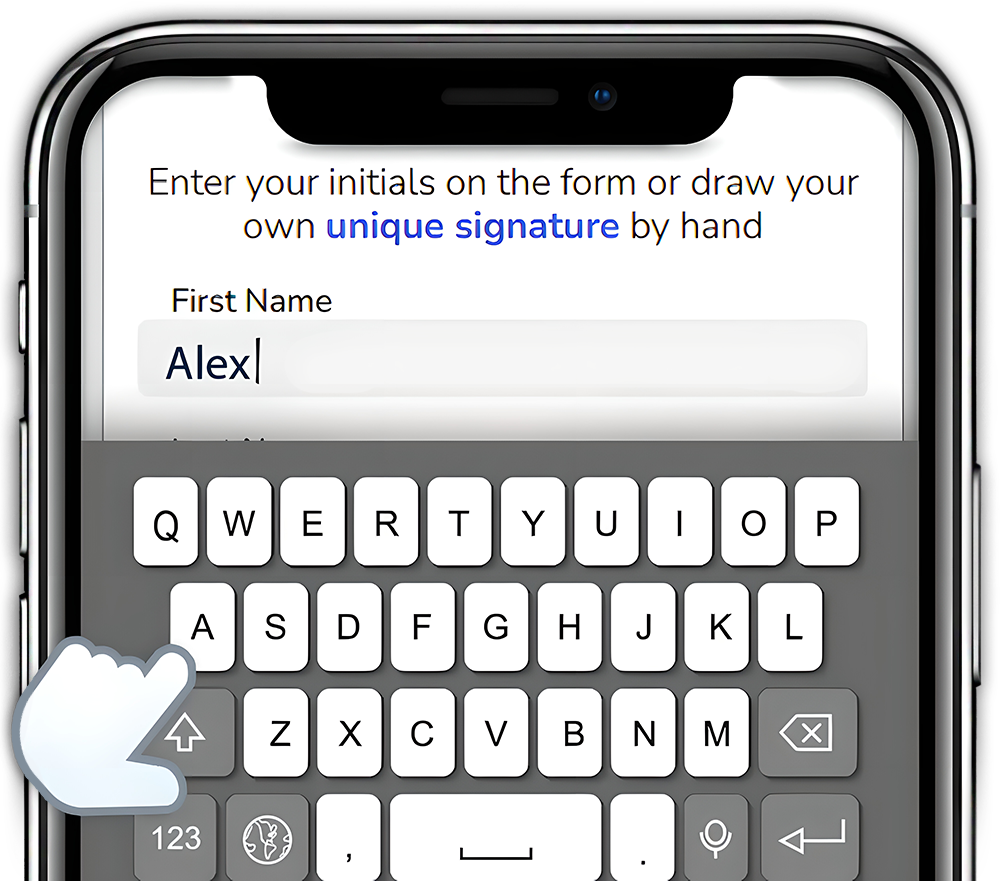 Enter your initials on the form or draw your
own unique signature by hand
First Name
Alex
Q W E R T Y U I O P
A S D F G H J K L
Z X C V B N M
123 , .